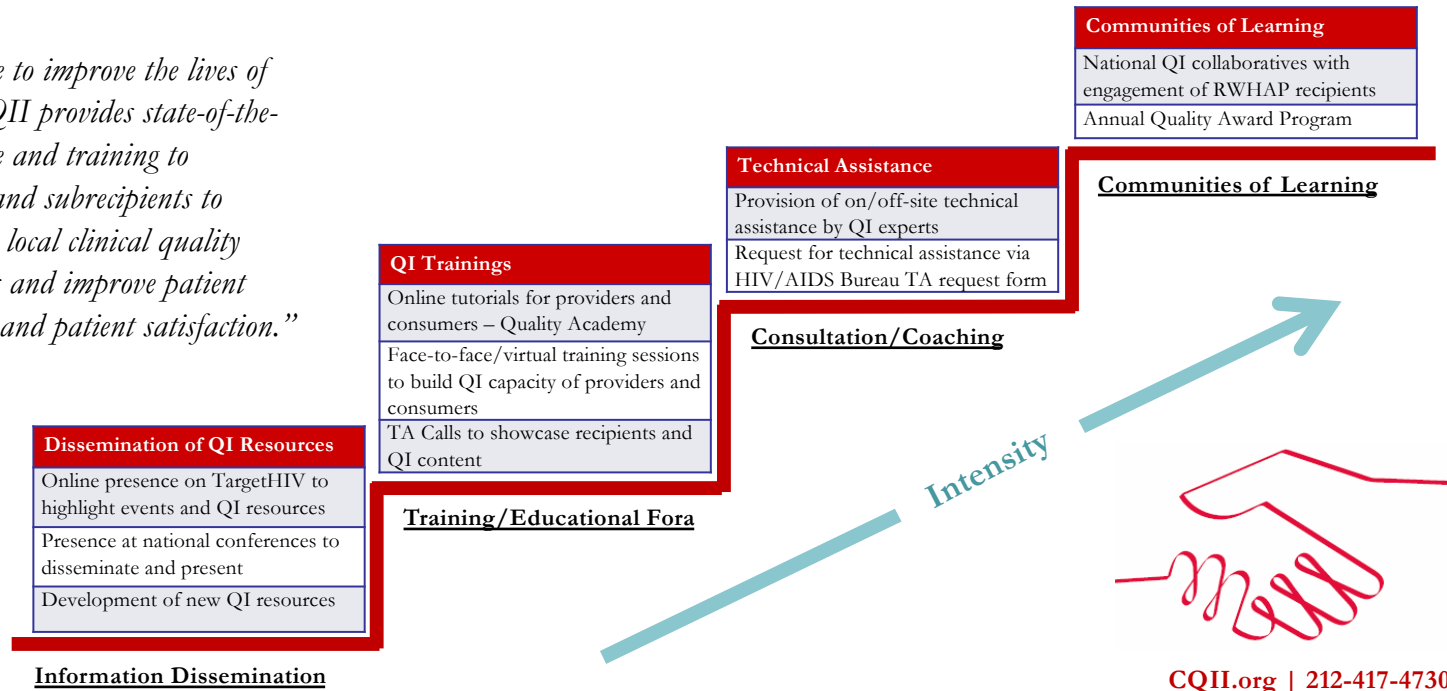 e to improve the lives of
QII provides state-of-the-
e and training to
and subrecipients to
local clinical quality
and improve patient
and patient satisfaction.”
Communities of Learning
National QI collaboratives with
engagement of RWHAP recipients
Annual Quality Award Program
Communities of Learning
Technical Assistance
Provision of on/off-site technical
assistance by QI experts
Request for technical assistance via
HIV/AIDS Bureau TA request form
Consultation/Coaching
QI Trainings
Online tutorials for providers and
consumers – Quality Academy
Face-to-face/virtual training sessions
to build QI capacity of providers and
consumers
TA Calls to showcase recipients and
QI content
Training/Educational Fora
Dissemination of QI Resources
Online presence on TargetHIV to
highlight events and QI resources
Presence at national conferences to
disseminate and present
Development of new QI resources
Information Dissemination
Intensity
CQII.org | 212-417-4730